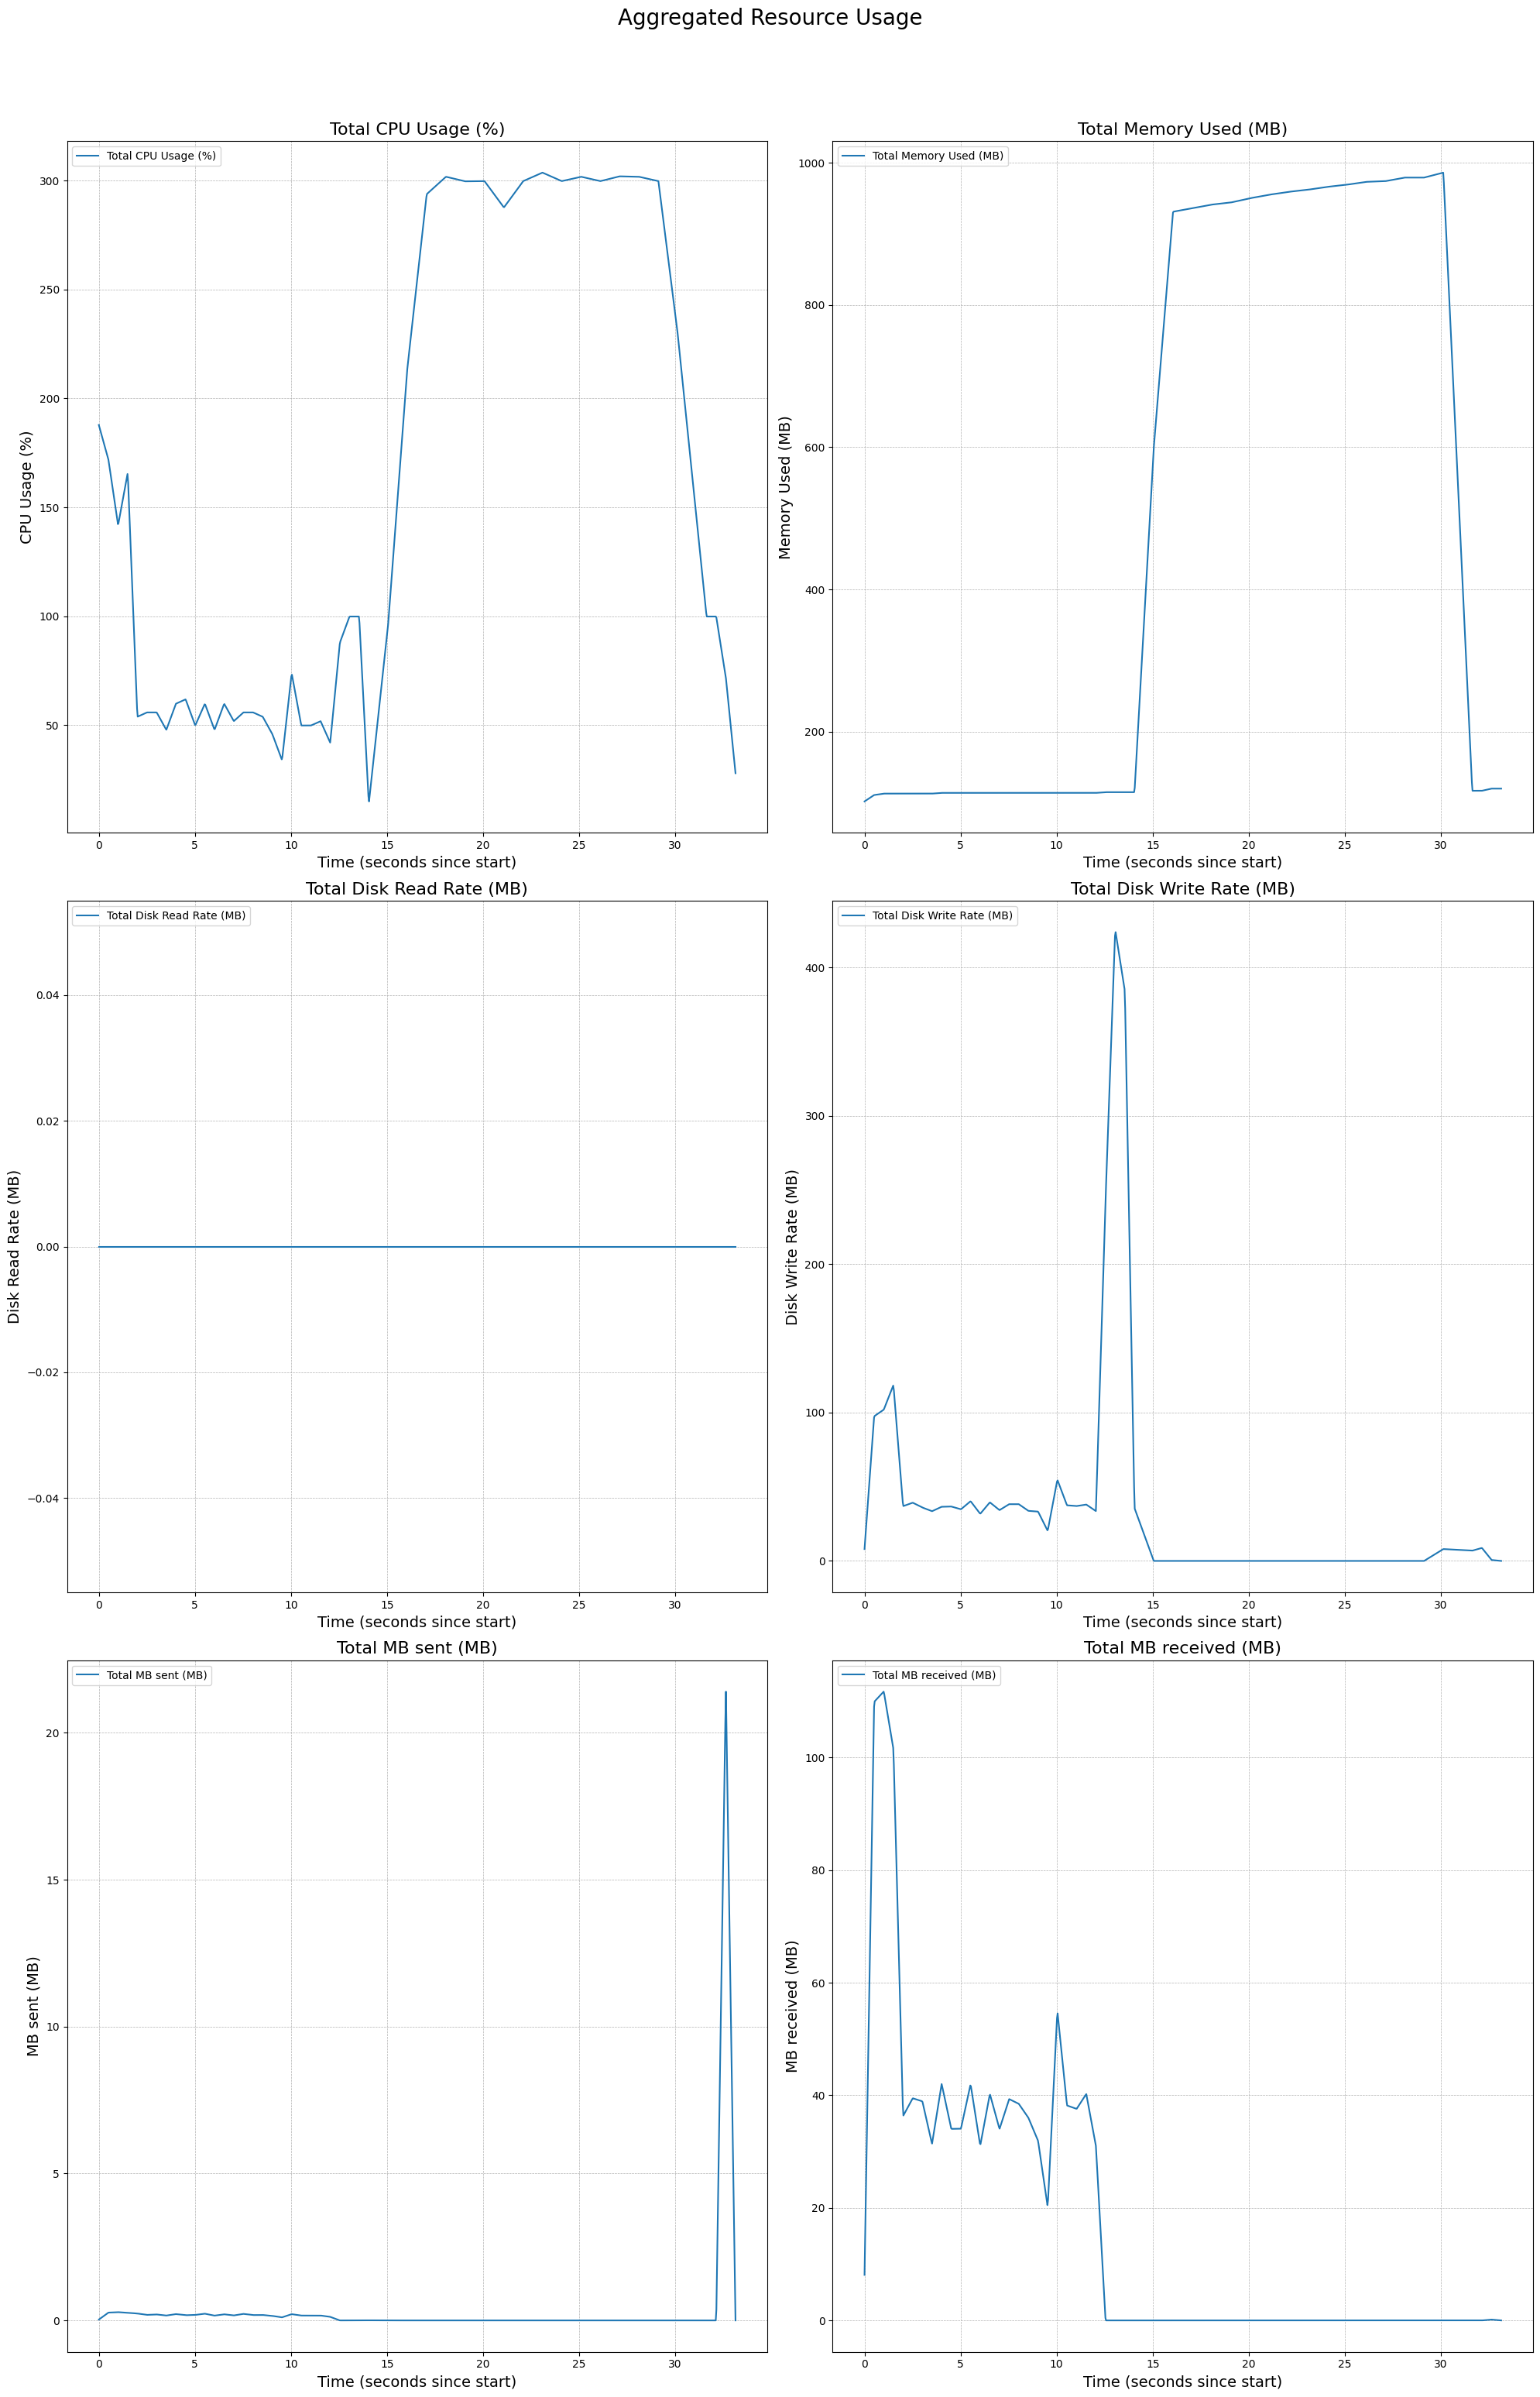 Aggregated Resource Usage
Total CPU Usage (%)
Total CPU Usage (%)
CPU Usage (%)
300
250
200
150
100
50
0 5 10 15 20 25 30
Time (seconds since start)
Total Memory Used (MB)
Total Memory Used (MB)
Memory Used (MB)
1000
800
600
400
200
0 5 10 15 20 25 30
Time (seconds since start)
Total Disk Read Rate (MB)
Total Disk Read Rate (MB)
Disk Read Rate (MB)
0.04
0.02
0.00
−0.02
−0.04
0 5 10 15 20 25 30
Time (seconds since start)
Total Disk Write Rate (MB)
Total Disk Write Rate (MB)
Disk Write Rate (MB)
400
300
200
100
0
0 5 10 15 20 25 30
Time (seconds since start)
Total MB sent (MB)
Total MB sent (MB)
MB sent (MB)
20
15
10
5
0
0 5 10 15 20 25 30
Time (seconds since start)
Total MB received (MB)
Total MB received (MB)
MB received (MB)
100
80
60
40
20
0
0 5 10 15 20 25 30
Time (seconds since start)